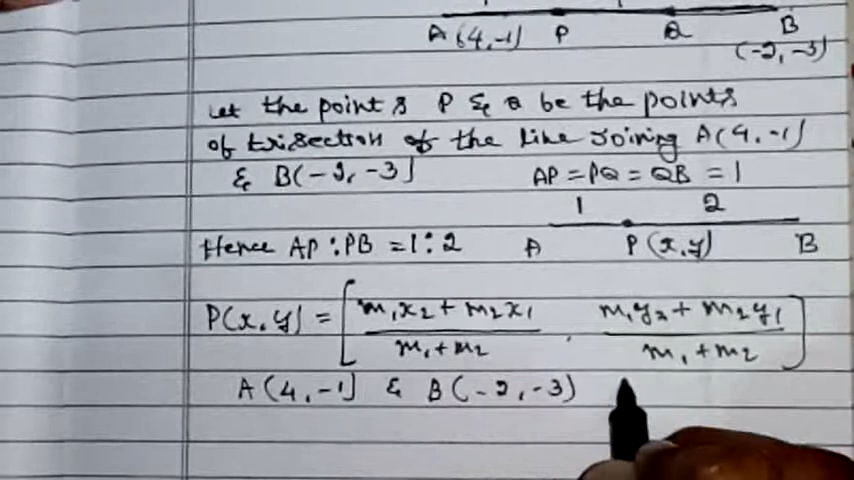 A(4,-1) P Q B
(-2,-3)
Let the points P & Q be the points
of trisection of the line Joining A(4,-1)
& B(-2,-3) AP=PQ=QB=1
1 2
Hence AP:PB=1:2 A P(x,y) B
P(x,y) = [m₁x₂+m₂x₁/m₁+m₂, m₁y₂+m₂y₁/m₁+m₂]
A(4,-1) & B(-2,-3)